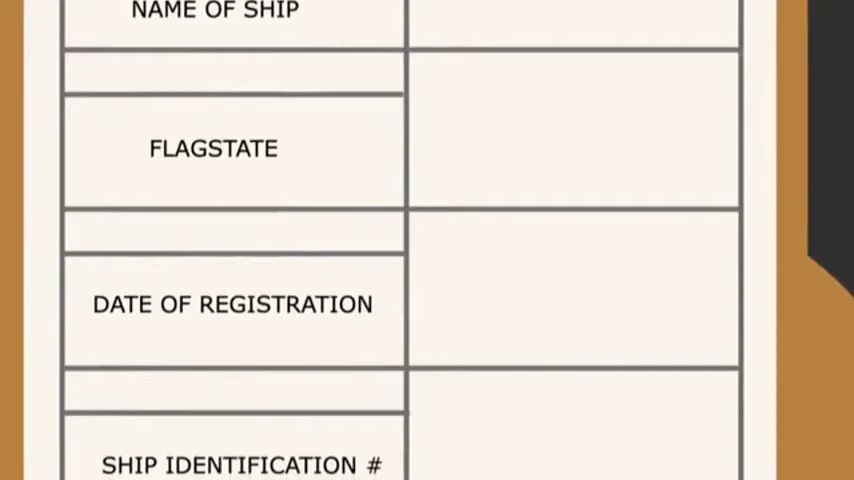 NAME OF SHIP
FLAGSTATE
DATE OF REGISTRATION
SHIP IDENTIFICATION #